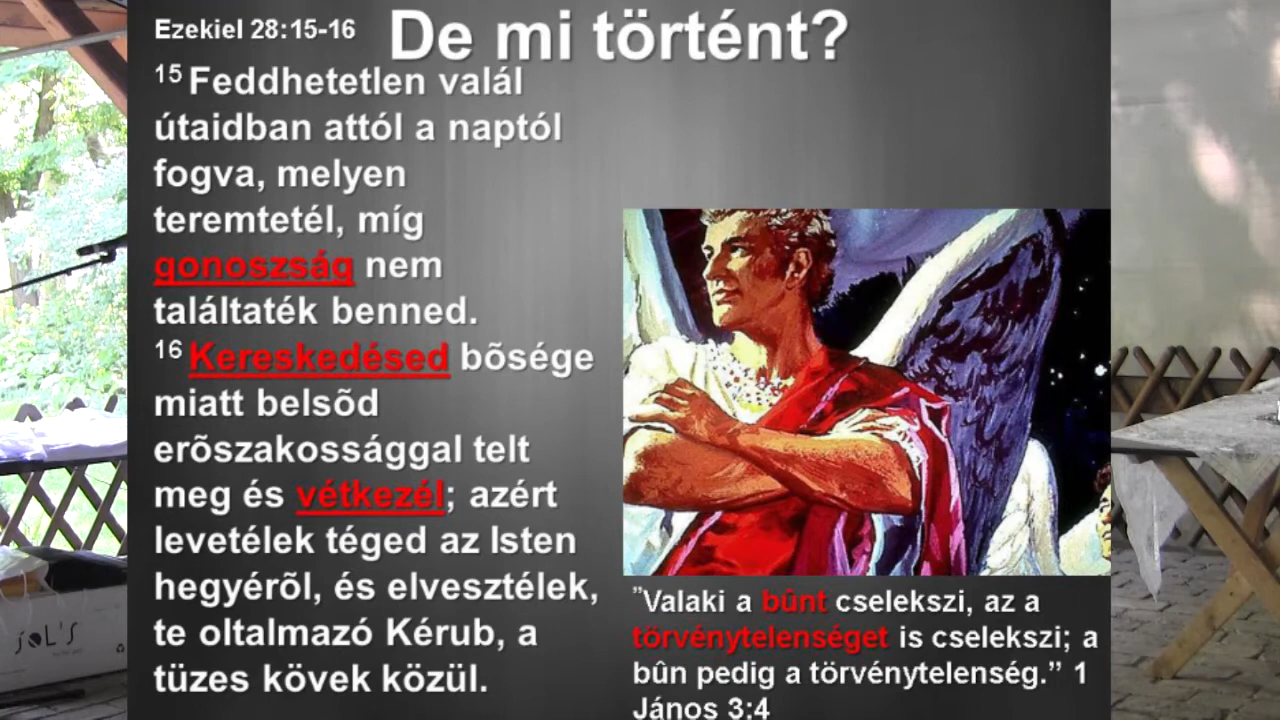 Ezekiel 28:15-16
De mi történt?
15 Feddhetetlen valál
útaidban attól a naptól
fogva, melyen
teremtetél, míg
gonoszság nem
találtaték benned.
16 Kereskedésed bõsége
miatt belsõd
erõszakossággal telt
meg és vétkezél; azért
levetélek téged az Isten
hegyérõl, és elvesztélek,
te oltalmazó Kérub, a
tüzes kövek közül.
"Valaki a bûnt cselekszi, az a
törvénytelenséget is cselekszi; a
bûn pedig a törvénytelenség.” 1
János 3:4
SOL'S